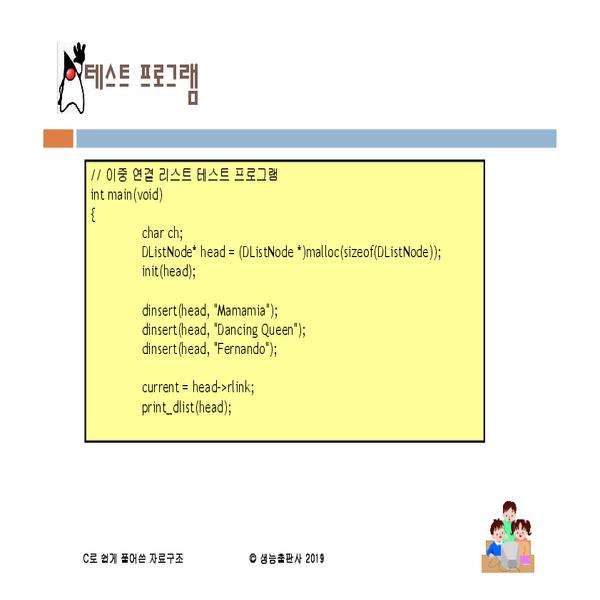 테스트 프로그램
// 이중 연결 리스트 테스트 프로그램
int main(void)
{
char ch;
DListNode* head = (DListNode *)malloc(sizeof(DListNode));
init(head);
dinsert(head, "Mamamia");
dinsert(head, "Dancing Queen");
dinsert(head, "Fernando");
current = head->rlink;
print_dlist(head);
C로 쉽게 풀어쓴 자료구조
© 생능출판사 2019